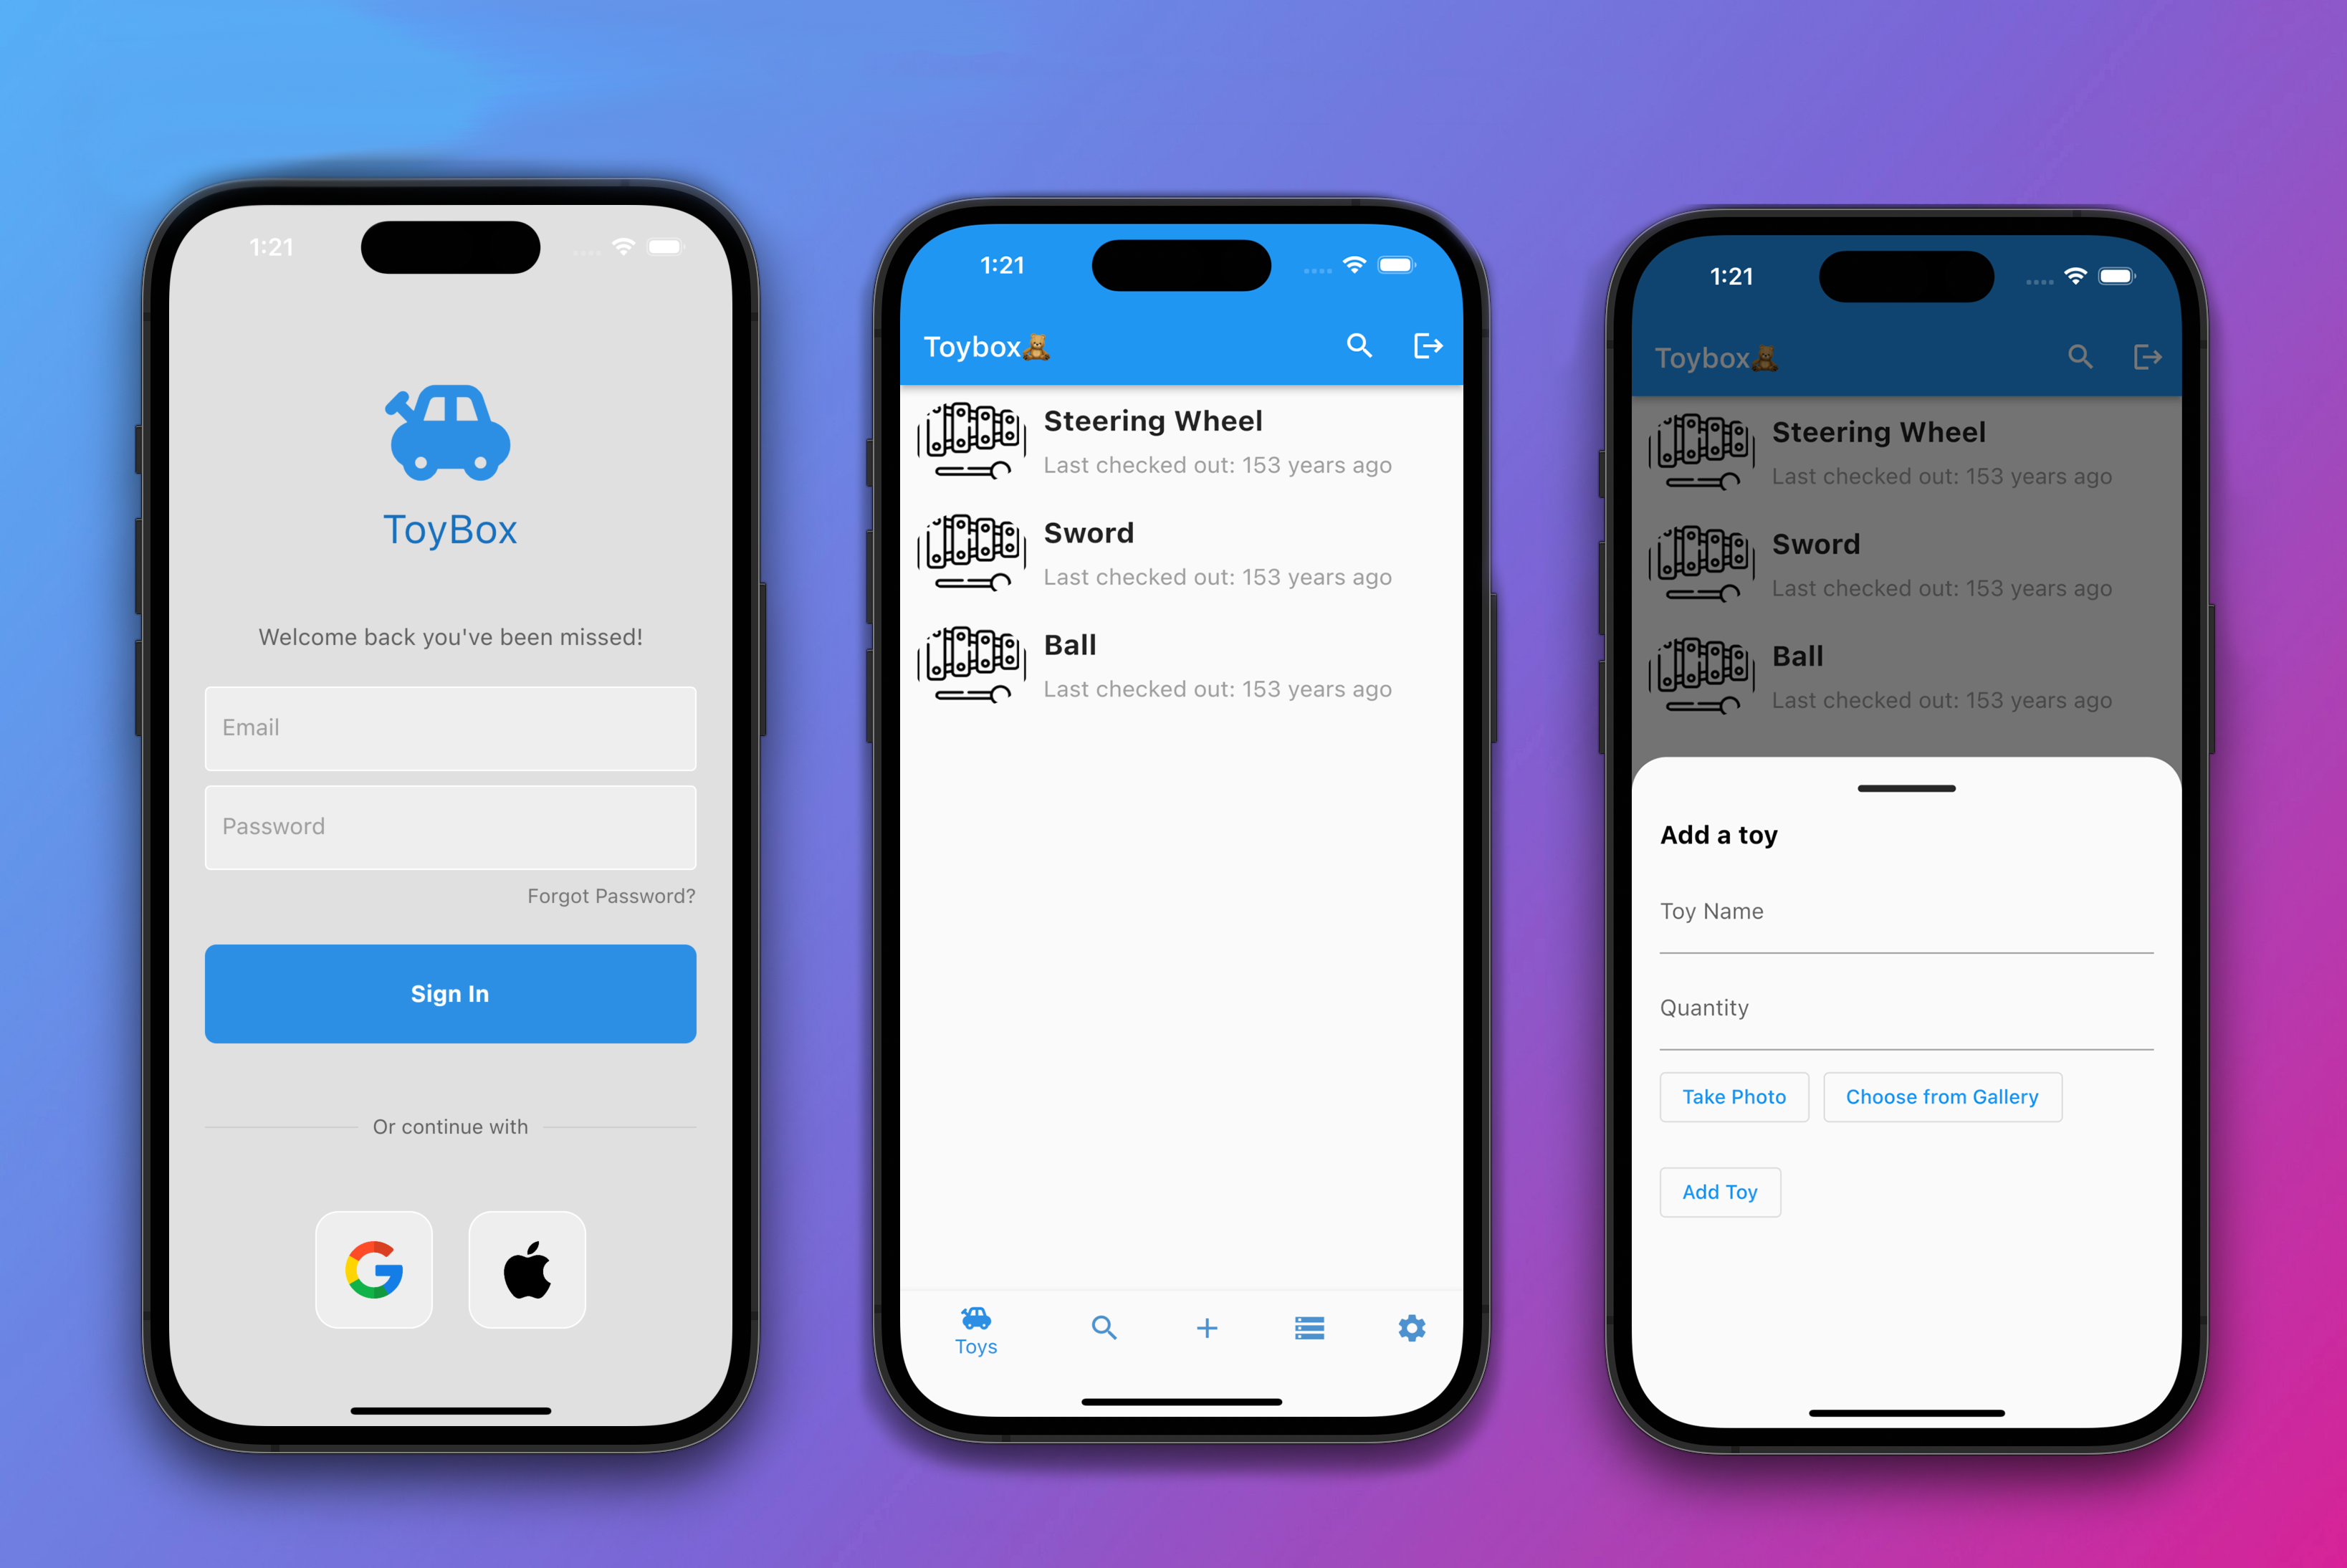 1:21
ToyBox
Welcome back you've been missed!
Email
Password
Forgot Password?
Sign In
Or continue with
1:21
Toybox🧸
Steering Wheel
Last checked out: 153 years ago
Sword
Last checked out: 153 years ago
Ball
Last checked out: 153 years ago
Toys
1:21
Toybox🧸
Steering Wheel
Last checked out: 153 years ago
Sword
Last checked out: 153 years ago
Ball
Last checked out: 153 years ago
Add a toy
Toy Name
Quantity
Take Photo
Choose from Gallery
Add Toy